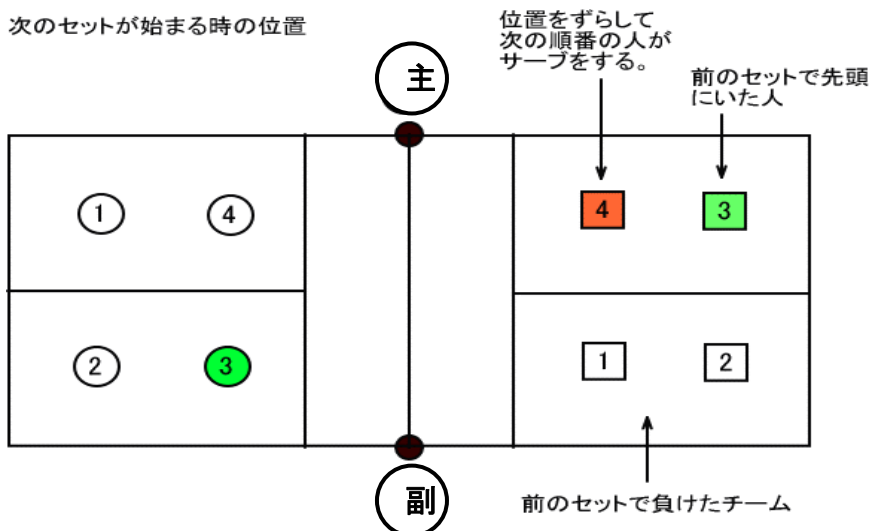 次のセットが始まる時の位置
位置をずらして
次の順番の人が
サーブをする。
前のセットで先頭
にいた人
主
1
4
4
3
2
3
1
2
副
前のセットで負けたチーム